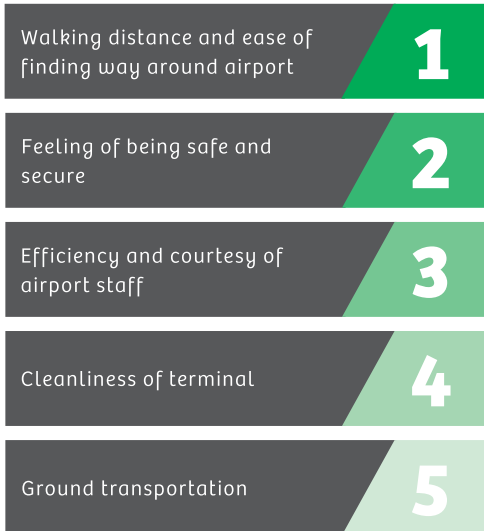 Walking distance and ease of
finding way around airport
1
Feeling of being safe and
secure
2
Efficiency and courtesy of
airport staff
3
Cleanliness of terminal
4
Ground transportation
5